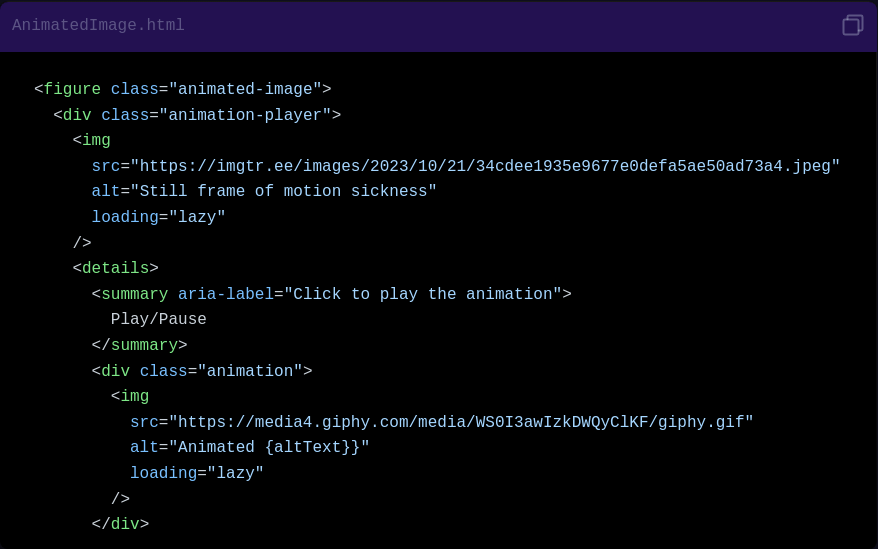 AnimatedImage.html
<figure class="animated-image">
<div class="animation-player">
<img
src="https://imgtr.ee/images/2023/10/21/34cdee1935e9677e0defa5ae50ad73a4.jpeg"
alt="Still frame of motion sickness"
loading="lazy"
/>
<details>
<summary aria-label="Click to play the animation">
Play/Pause
</summary>
<div class="animation">
<img
src="https://media4.giphy.com/media/WS0I3awIzkDWQyClKF/giphy.gif"
alt="Animated {altText}}"
loading="lazy"
/>
</div>